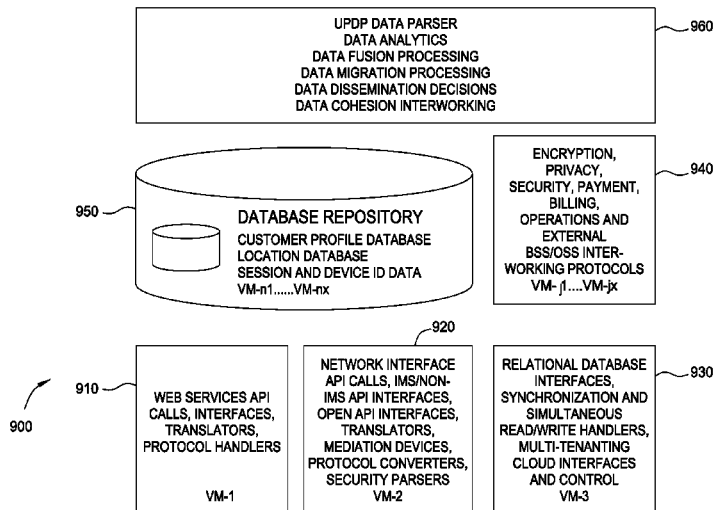 UPDP DATA PARSER
DATA ANALYTICS
DATA FUSION PROCESSING
DATA MIGRATION PROCESSING
DATA DISSEMINATION DECISIONS
DATA COHESION INTERWORKING
960
950
DATABASE REPOSITORY
CUSTOMER PROFILE DATABASE
LOCATION DATABASE
SESSION AND DEVICE ID DATA
VM-n1......VM-nx
ENCRYPTION,
PRIVACY,
SECURITY, PAYMENT,
BILLING,
OPERATIONS AND
EXTERNAL
BSS/OSS INTER-
WORKING PROTOCOLS
VM- j1....VM-jx
940
900
910
WEB SERVICES API
CALLS, INTERFACES,
TRANSLATORS,
PROTOCOL HANDLERS
VM-1
920
NETWORK INTERFACE
API CALLS, IMS/NON-
IMS API INTERFACES,
OPEN API INTERFACES,
TRANSLATORS,
MEDIATION DEVICES,
PROTOCOL CONVERTERS,
SECURITY PARSERS
VM-2
RELATIONAL DATABASE
INTERFACES,
SYNCHRONIZATION AND
SIMULTANEOUS
READ/WRITE HANDLERS,
MULTI-TENANTING
CLOUD INTERFACES
AND CONTROL
VM-3
930